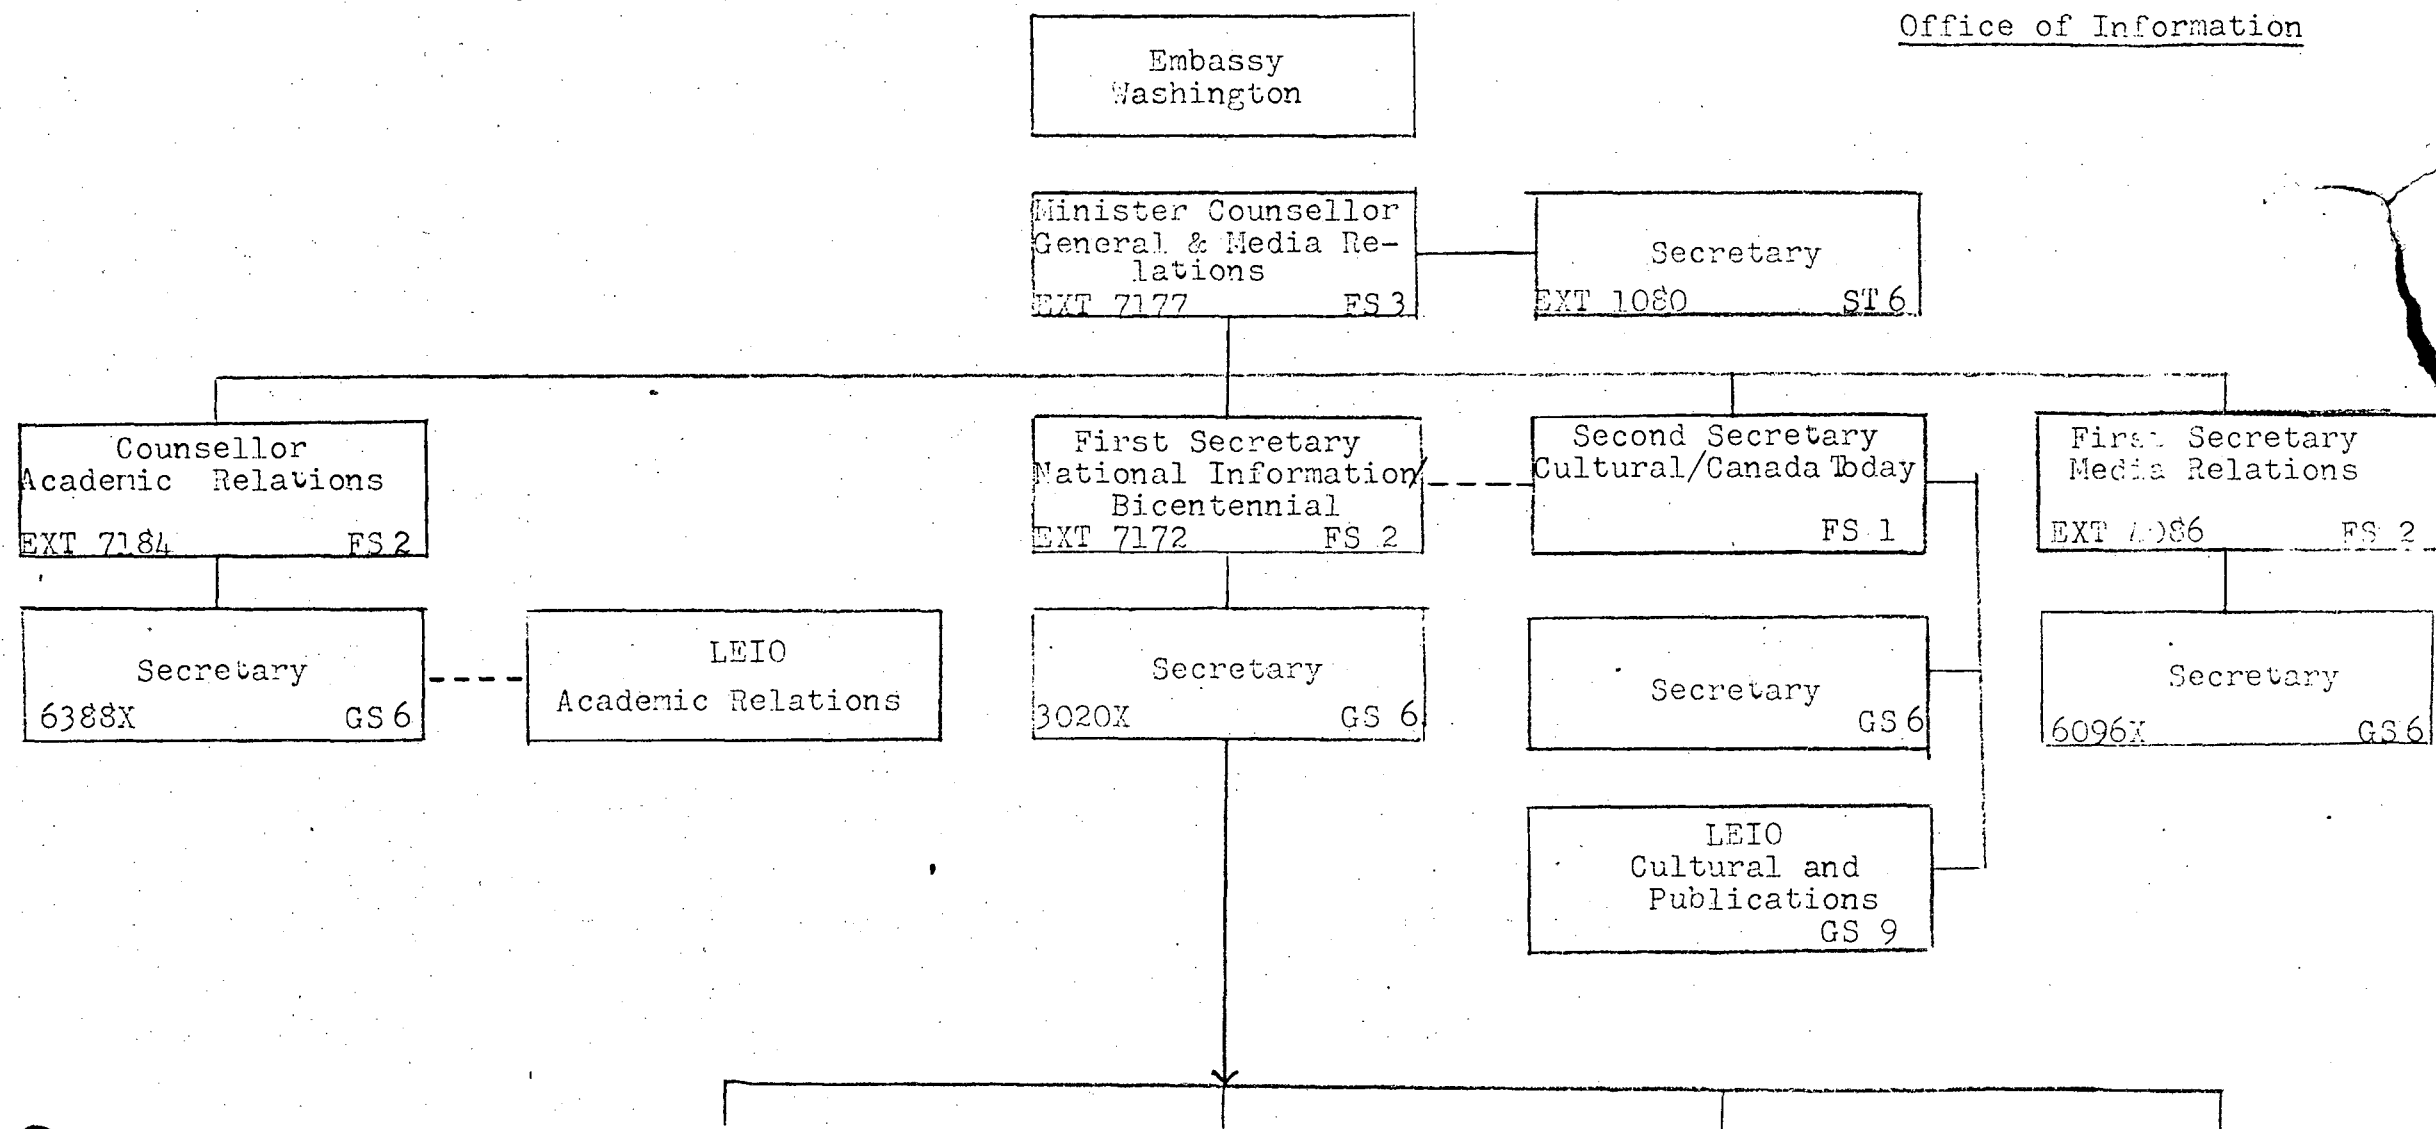 Office of Information
Embassy
Washington
Minister Counsellor
General & Media Re-
lations
EXT 7177 FS 3
Secretary
EXT 1080 ST 6
Counsellor
Academic Relations
EXT 7184 FS 2
First Secretary
National Information/
Bicentennial
EXT 7172 FS 2
Second Secretary
Cultural/Canada Today
FS 1
First Secretary
Media Relations
EXT FS 2
Secretary
6388X GS 6
LEIO
Academic Relations
Secretary
3020X GS 6
Secretary
GS 6
Secretary
6096X GS 6
LEIO
Cultural and
Publications
GS 9